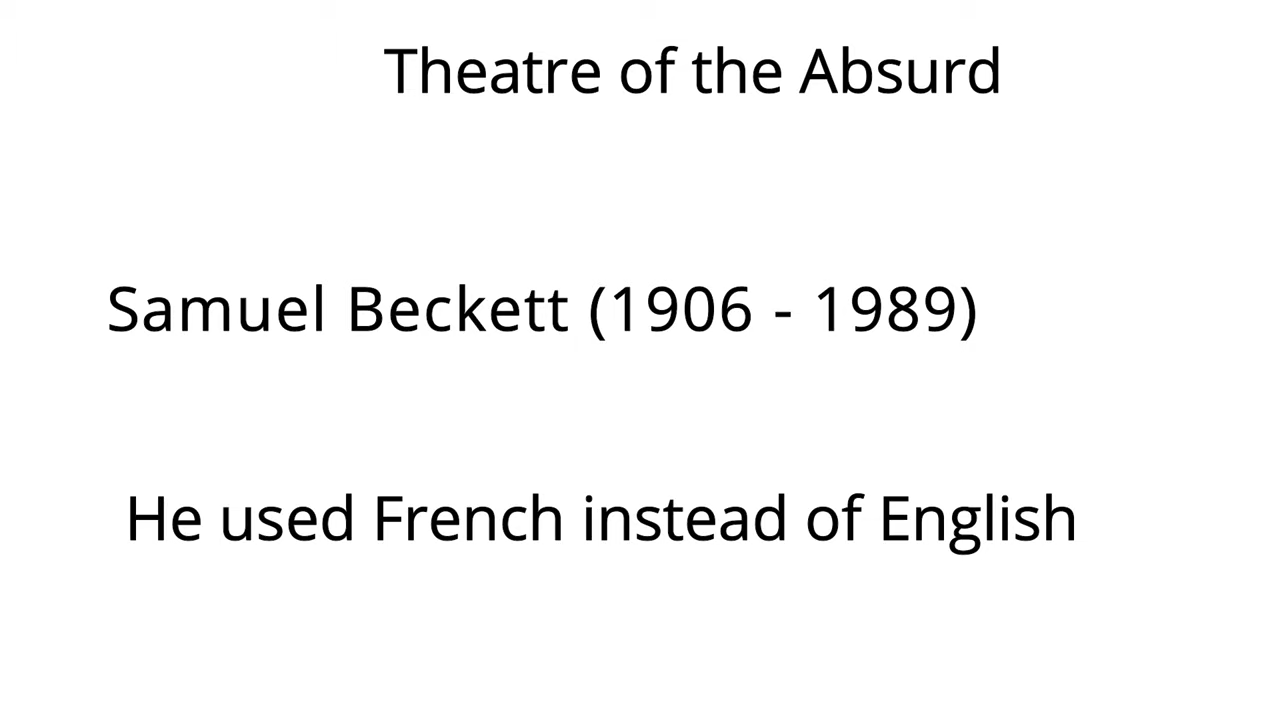 Theatre of the Absurd
Samuel Beckett (1906 - 1989)
He used French instead of English